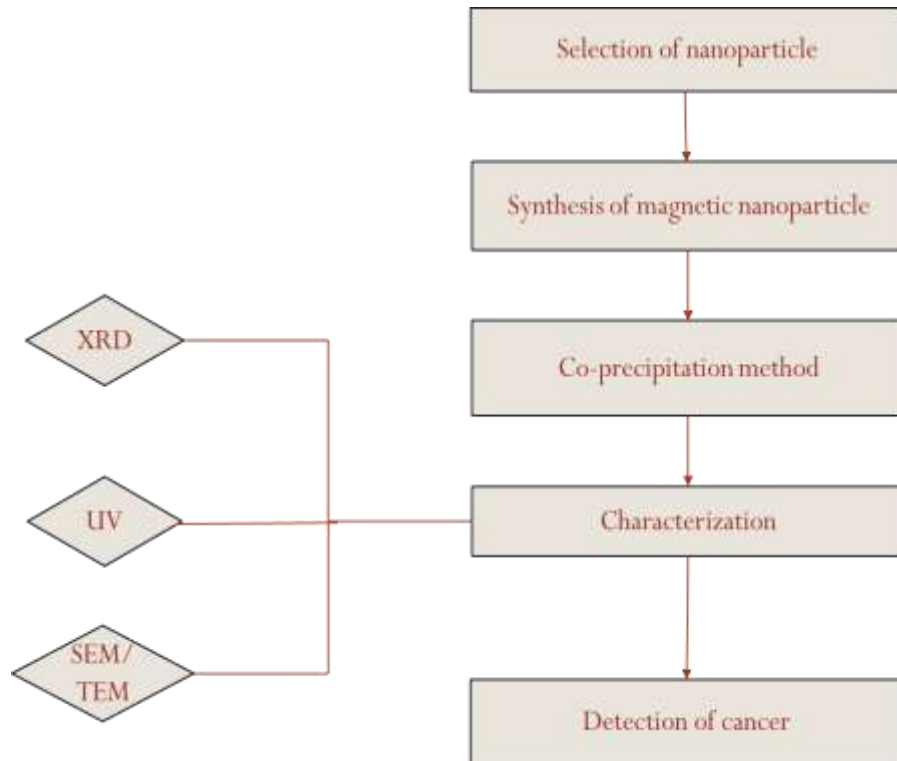 Selection of nanoparticle
Synthesis of magnetic nanoparticle
Co-precipitation method
XRD
UV
Characterization
SEM/
TEM
Detection of cancer